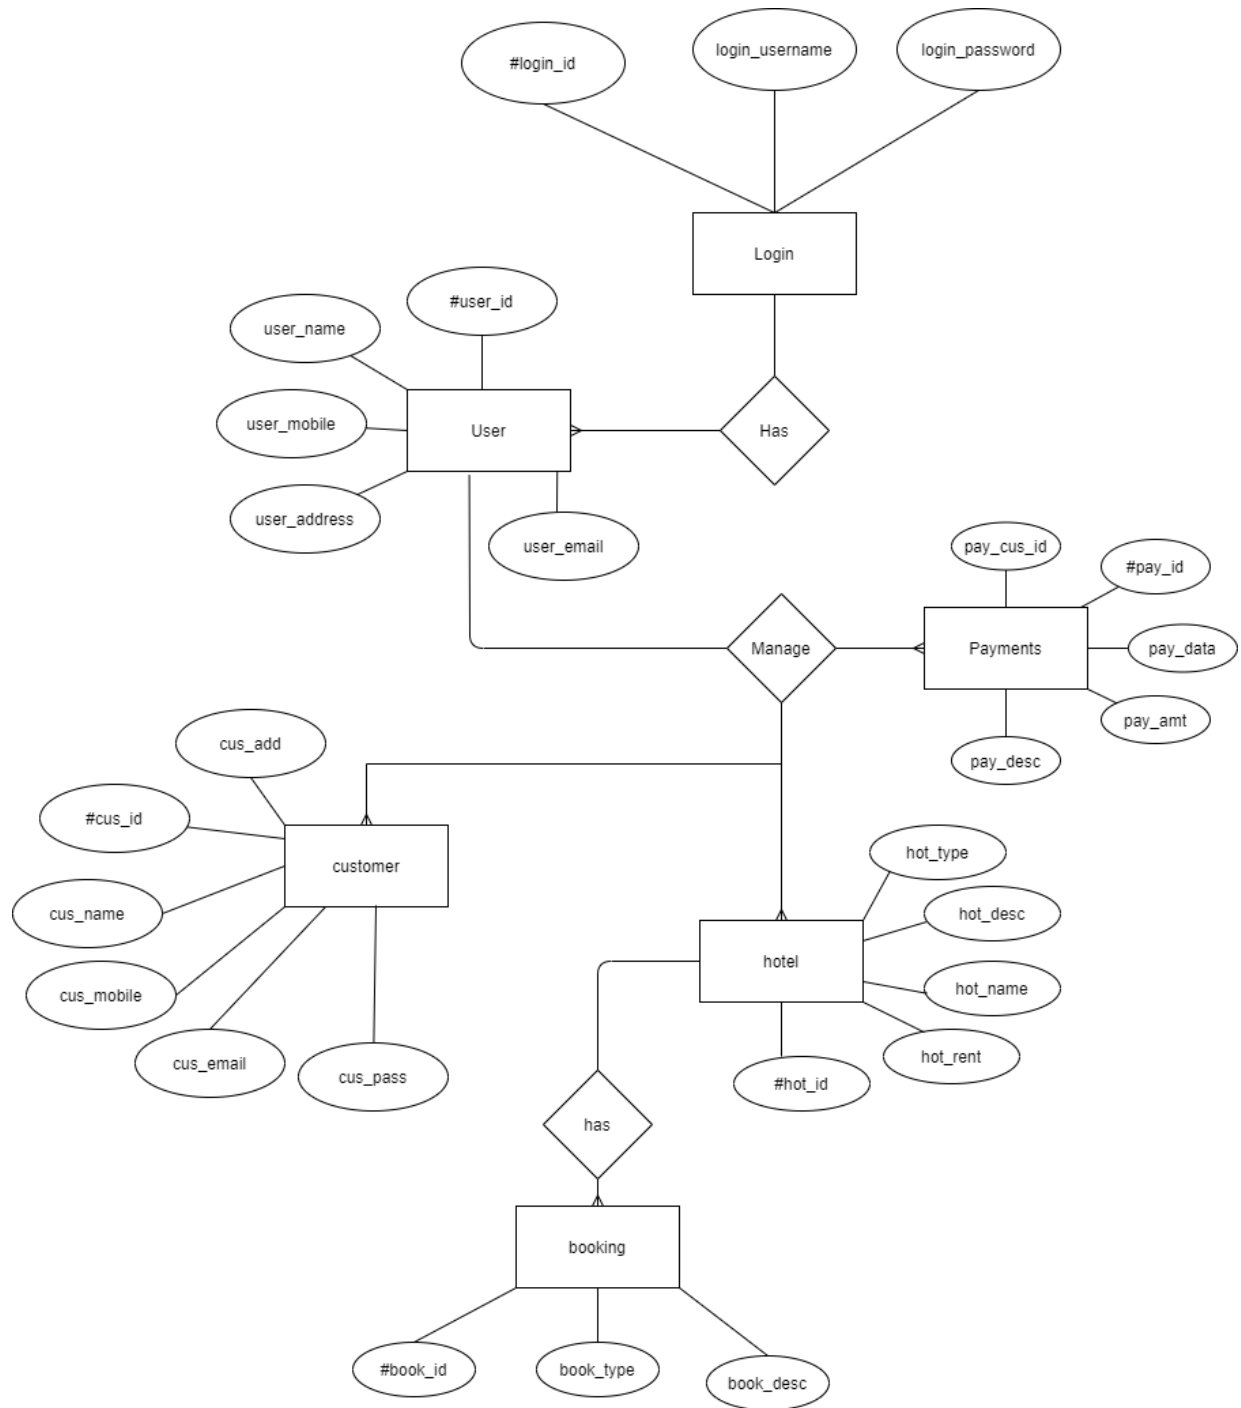 #login_id
login_username
login_password
Login
#user_id
user_name
user_mobile
User
Has
user_address
user_email
pay_cus_id
#pay_id
Manage
Payments
pay_data
pay_amt
pay_desc
cus_add
#cus_id
customer
cus_name
cus_mobile
cus_email
cus_pass
hot_type
hot_desc
hotel
hot_name
hot_rent
#hot_id
has
booking
#book_id
book_type
book_desc